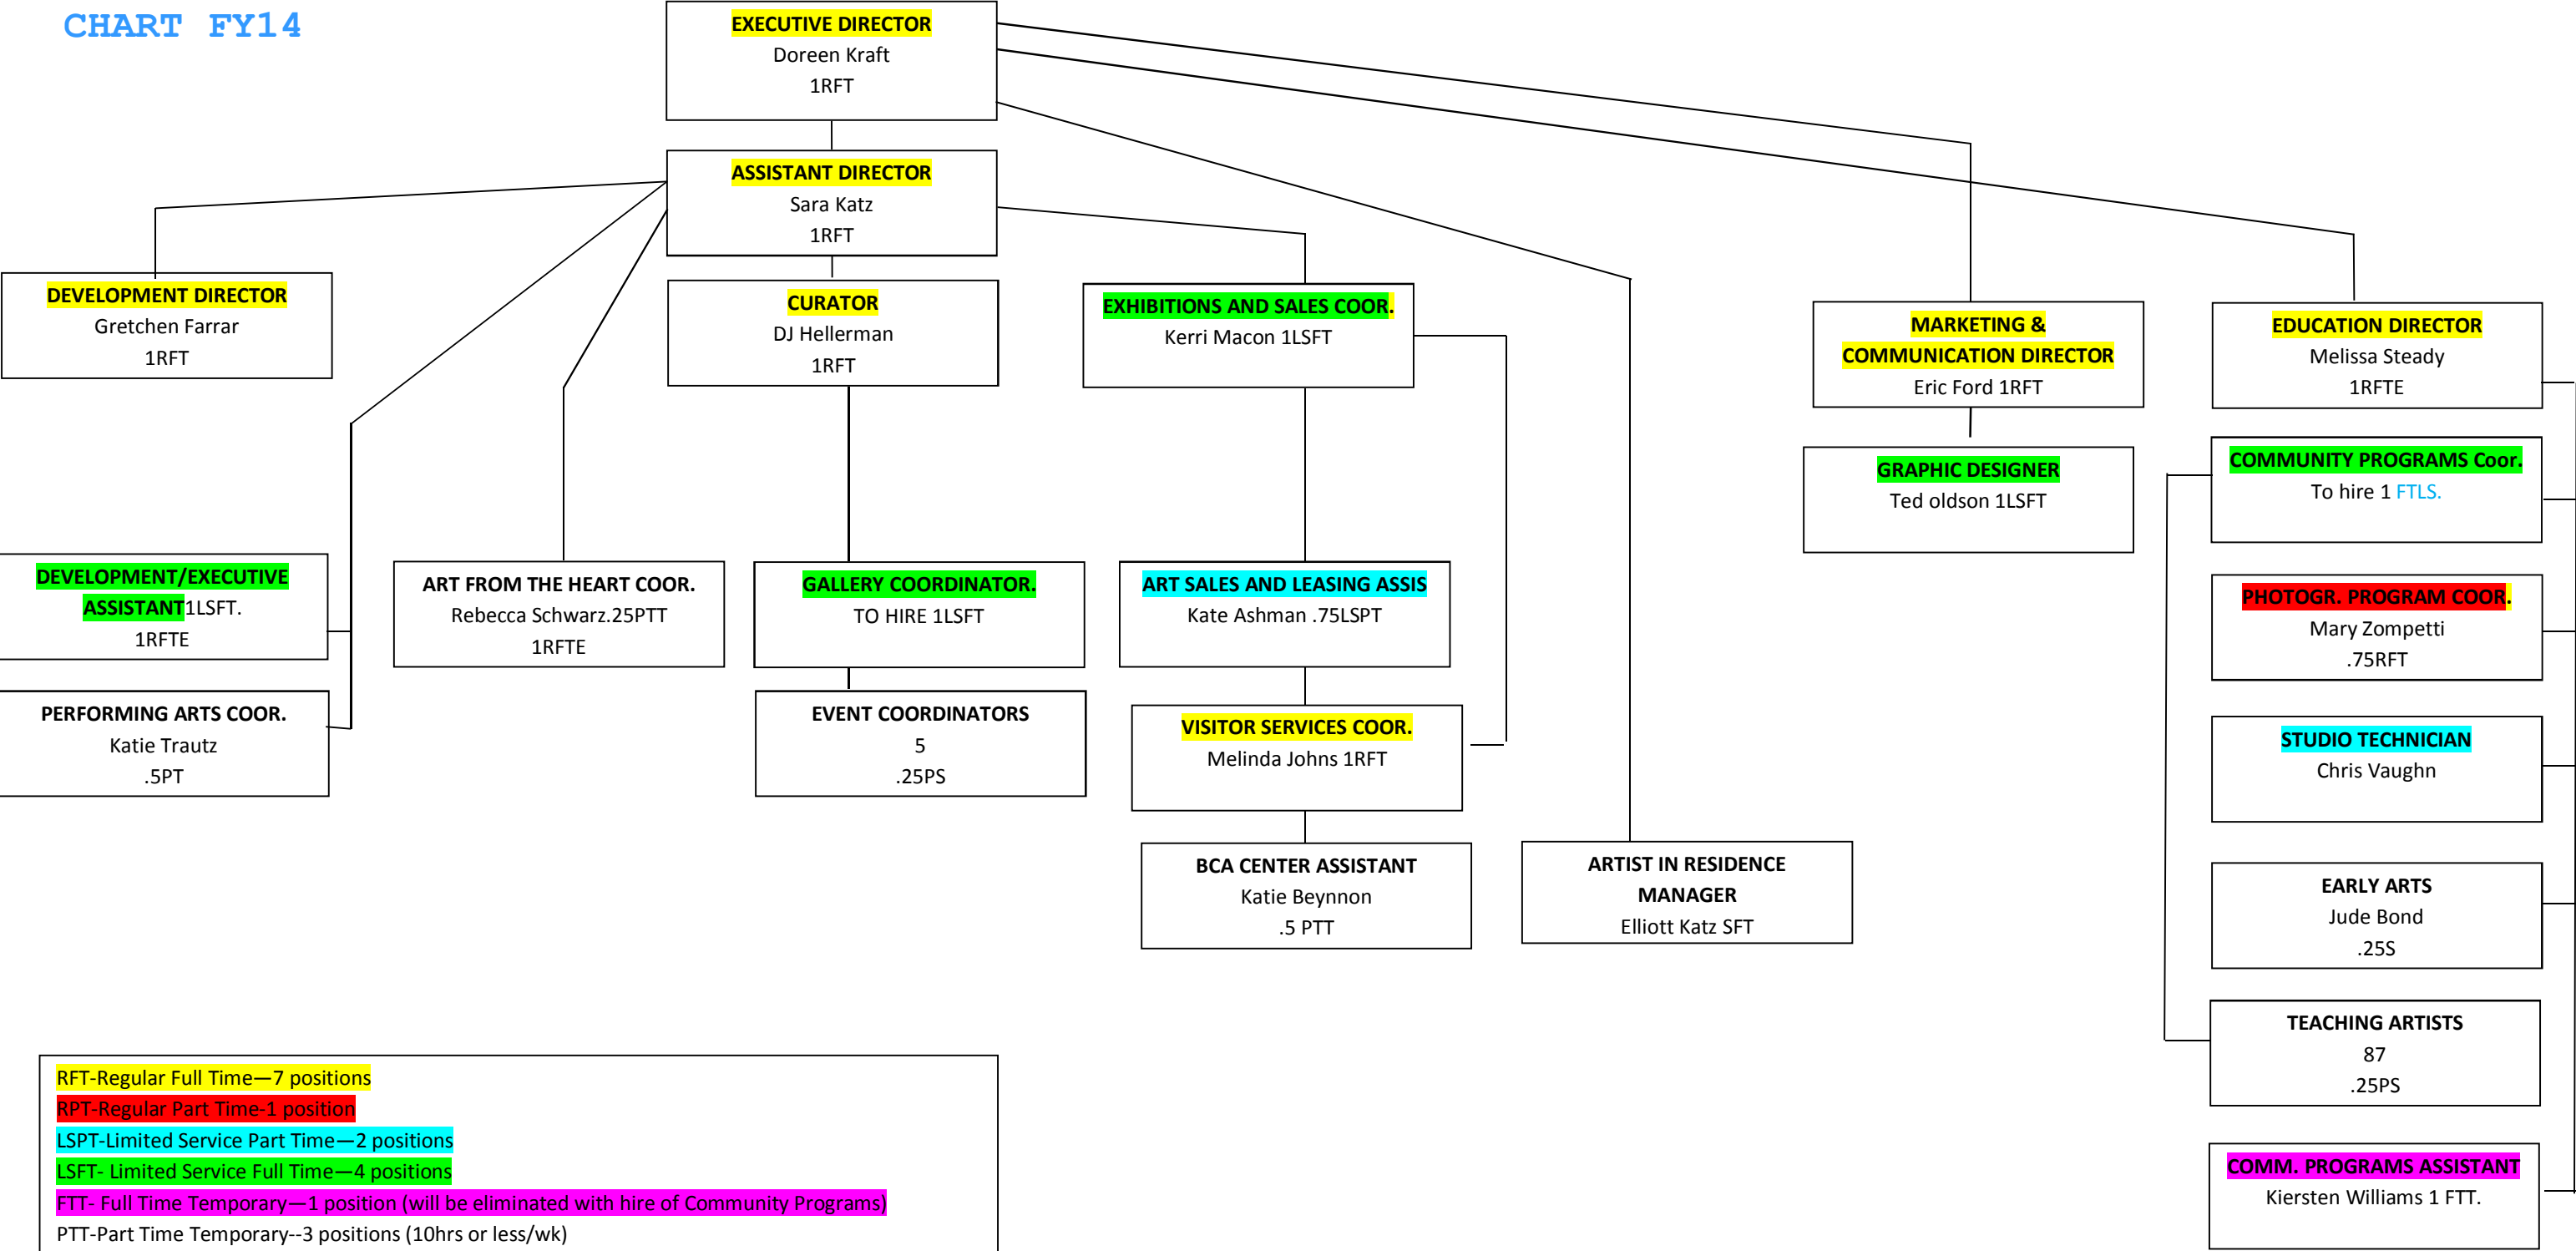 CHART FY14
EXECUTIVE DIRECTOR
Doreen Kraft
1RFT
ASSISTANT DIRECTOR
Sara Katz
1RFT
DEVELOPMENT DIRECTOR
Gretchen Farrar
1RFT
CURATOR
DJ Hellerman
1RFT
EXHIBITIONS AND SALES COOR.
Kerri Macon 1LSFT
MARKETING &
COMMUNICATION DIRECTOR
Eric Ford 1RFT
EDUCATION DIRECTOR
Melissa Steady
1RFTE
GRAPHIC DESIGNER
Ted oldson 1LSFT
COMMUNITY PROGRAMS Coor.
To hire 1 FTLS.
DEVELOPMENT/EXECUTIVE
ASSISTANT1LSFT.
1RFTE
ART FROM THE HEART COOR.
Rebecca Schwarz.25PTT
1RFTE
GALLERY COORDINATOR.
TO HIRE 1LSFT
ART SALES AND LEASING ASSIS
Kate Ashman .75LSPT
PHOTOGR. PROGRAM COOR.
Mary Zompetti
.75RFT
PERFORMING ARTS COOR.
Katie Trautz
.5PT
EVENT COORDINATORS
5
.25PS
VISITOR SERVICES COOR.
Melinda Johns 1RFT
STUDIO TECHNICIAN
Chris Vaughn
BCA CENTER ASSISTANT
Katie Beynnon
.5 PTT
ARTIST IN RESIDENCE
MANAGER
Elliott Katz SFT
EARLY ARTS
Jude Bond
.25S
TEACHING ARTISTS
87
.25PS
COMM. PROGRAMS ASSISTANT
Kiersten Williams 1 FTT.
RFT-Regular Full Time—7 positions
RPT-Regular Part Time-1 position
LSPT-Limited Service Part Time—2 positions
LSFT- Limited Service Full Time—4 positions
FTT- Full Time Temporary—1 position (will be eliminated with hire of Community Programs)
PTT-Part Time Temporary--3 positions (10hrs or less/wk)